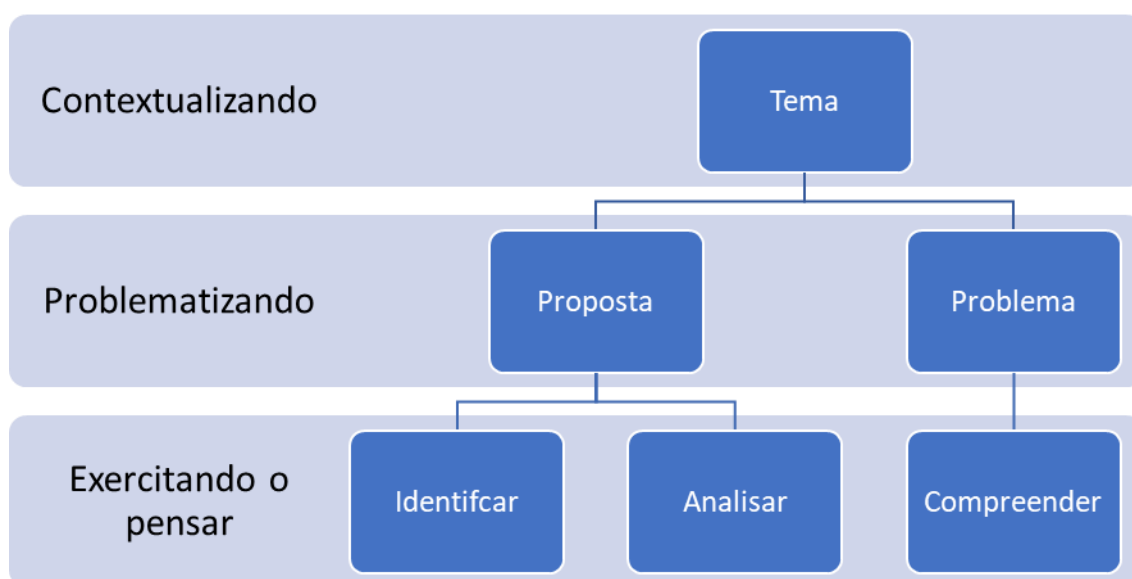 Contextualizando
Tema
Problematizando
Proposta
Problema
Exercitando o
pensar
Identifcar
Analisar
Compreender